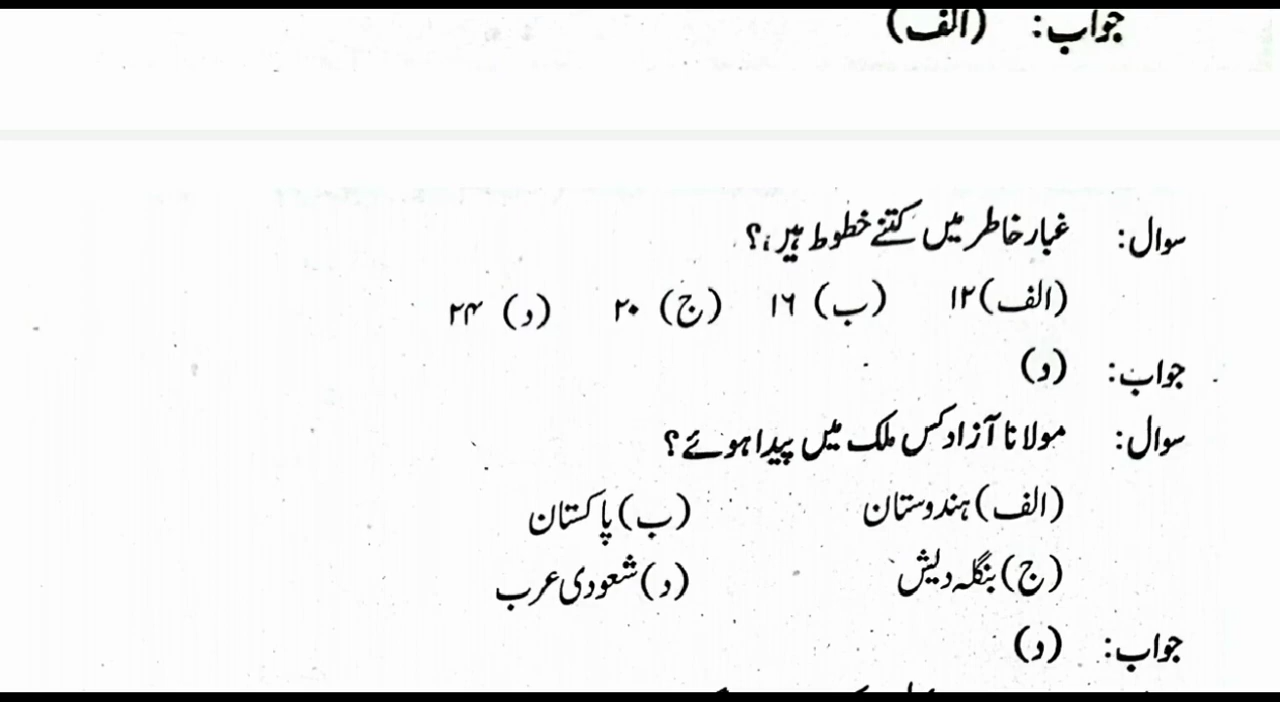 جواب: (الف)
سوال: غبار خاطر میں کتنے خطوط ہیں؟
(الف) ۱۲ (ب) ۱۶ (ج) ۲۰ (د) ۲۴
جواب: (د)
سوال: مولانا آزاد کس ملک میں پیدا ہوئے؟
(الف) ہندوستان (ب) پاکستان
(ج) بنگلہ دیش (د) شعودی عرب
جواب: (د)